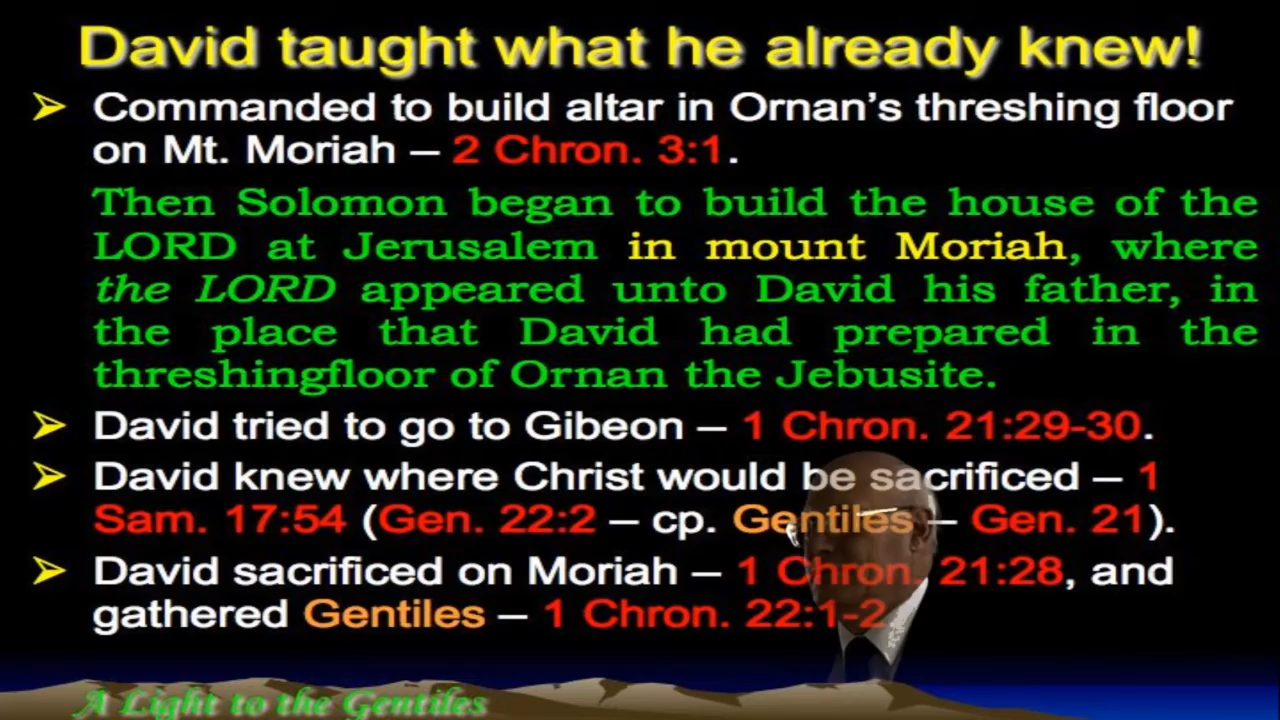 David taught what he already knew!
➢ Commanded to build altar in Ornan's threshing floor
on Mt. Moriah – 2 Chron. 3:1.
Then Solomon began to build the house of the
LORD at Jerusalem in mount Moriah, where
the LORD appeared unto David his father, in
the place that David had prepared in the
threshingfloor of Ornan the Jebusite.
➢ David tried to go to Gibeon – 1 Chron. 21:29-30.
➢ David knew where Christ would be sacrificed – 1
Sam. 17:54 (Gen. 22:2 – cp. Gentiles – Gen. 21).
➢ David sacrificed on Moriah – 1 Chron. 21:28, and
gathered Gentiles – 1 Chron. 22:1-2.
A Light to the Gentiles